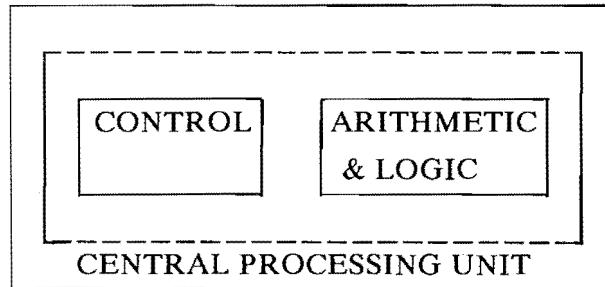 CONTROL
ARITHMETIC
& LOGIC
CENTRAL PROCESSING UNIT